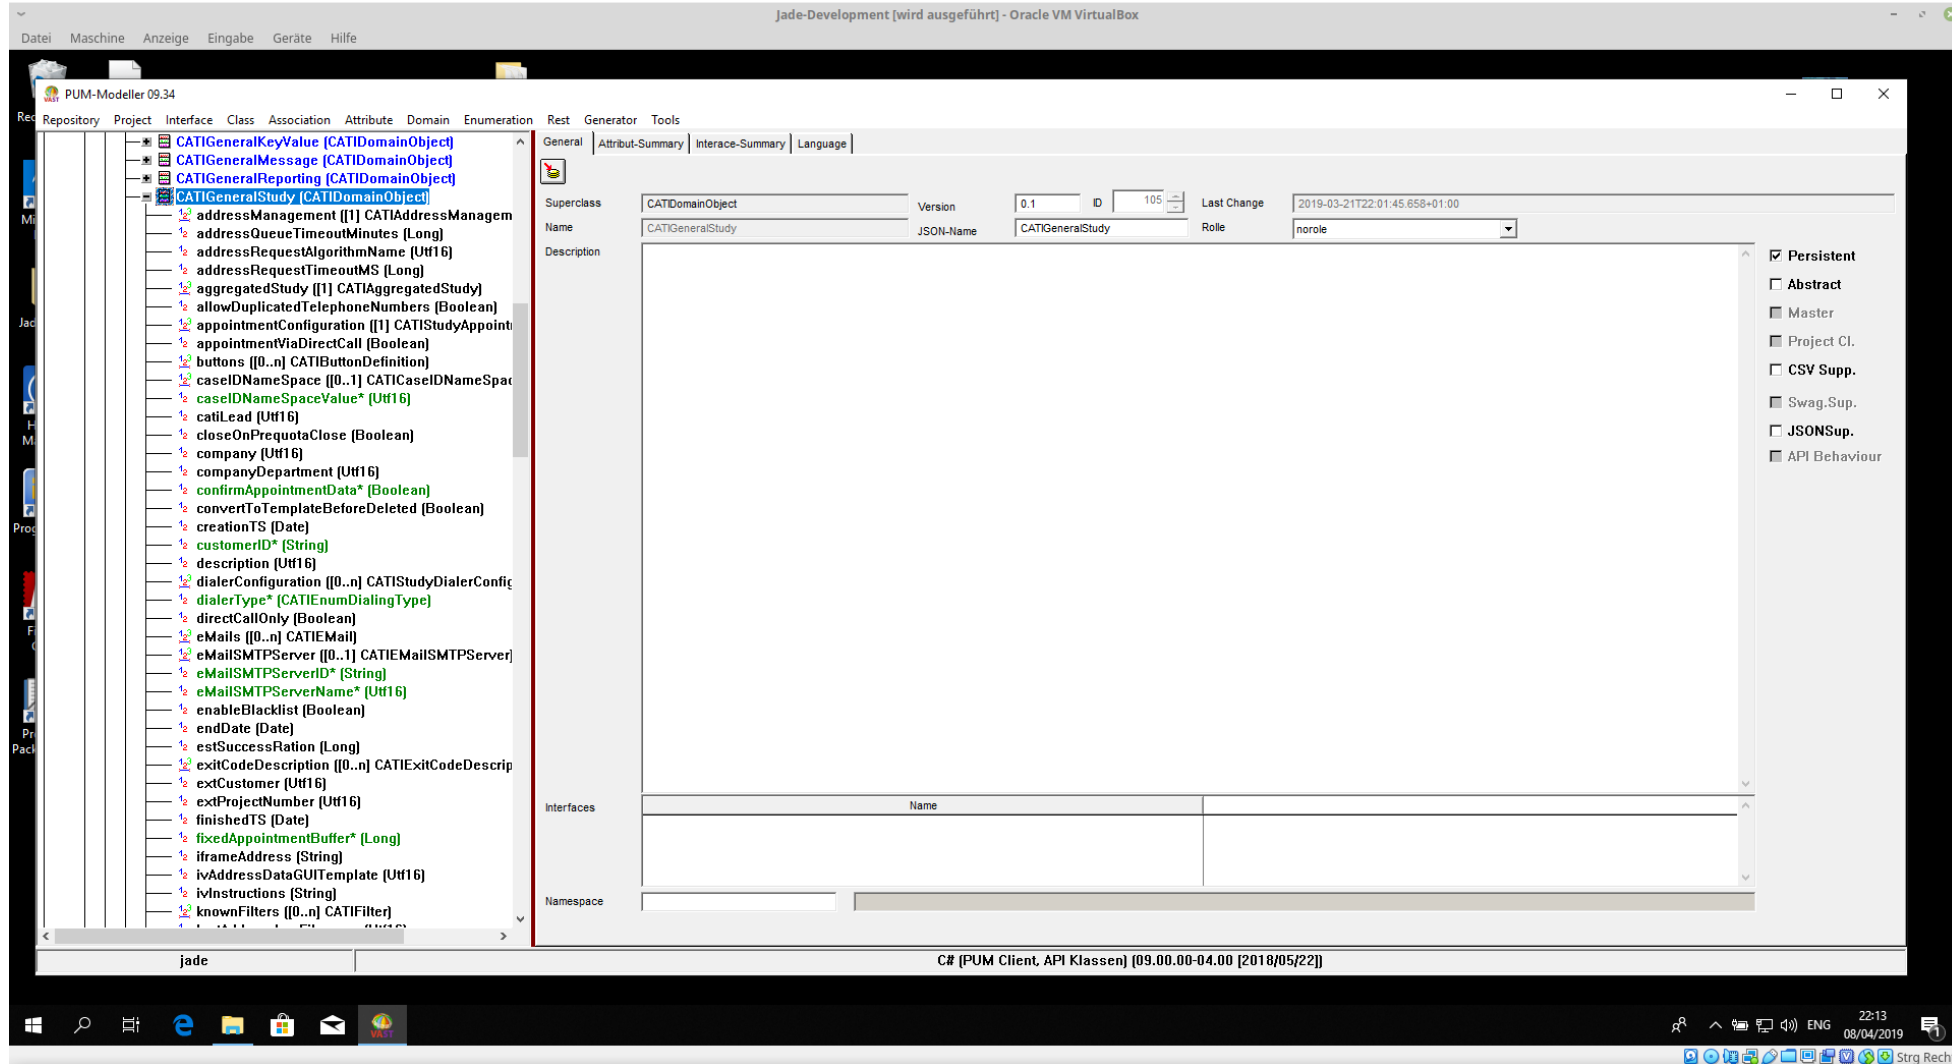 Jade-Development [wird ausgeführt] - Oracle VM VirtualBox
Datei Maschine Anzeige Eingabe Geräte Hilfe
PUM-Modeller 09.34
Repository Project Interface Class Association Attribute Domain Enumeration Rest Generator Tools
CATIGeneralKeyValue (CATIDomainObject)
CATIGeneralMessage (CATIDomainObject)
CATIGeneralReporting (CATIDomainObject)
CATIGeneralStudy (CATIDomainObject)
addressManagement ([1] CATIAddressManagem
addressQueueTimeoutMinutes (Long)
addressRequestAlgorithmName (Utf16)
addressRequestTimeoutMS (Long)
aggregatedStudy ([1] CATIAggregatedStudy)
allowDuplicatedTelephoneNumbers (Boolean)
appointmentConfiguration ([1] CATIStudyAppoint
appointmentViaDirectCall (Boolean)
buttons ([0..n] CATIButtonDefinition)
caseIDNameSpace ([0..1] CATICaseIDNameSpac
caseIDNameSpaceValue* (Utf16)
catiLead (Utf16)
closeOnPrequotaClose (Boolean)
company (Utf16)
companyDepartment (Utf16)
confirmAppointmentData* (Boolean)
convertToTemplateBeforeDeleted (Boolean)
creationTS (Date)
customerID* (String)
description (Utf16)
dialerConfiguration ([0..n] CATIStudyDialerConfig
dialerType* (CATIEnumDialingType)
directCallOnly (Boolean)
eMails ([0..n] CATIEMail)
eMailSMTPServer ([0..1] CATIEMailSMTPServer)
eMailSMTPServerID* (String)
eMailSMTPServerName* (Utf16)
enableBlacklist (Boolean)
endDate (Date)
estSuccessRation (Long)
exitCodeDescription ([0..n] CATIExitCodeDescrip
extCustomer (Utf16)
extProjectNumber (Utf16)
finishedTS (Date)
fixedAppointmentBuffer* (Long)
iframeAddress (String)
ivAddressDataGUITemplate (Utf16)
ivInstructions (String)
knownFilters ([0..n] CATIFilter)
General Attribut-Summary Interace-Summary Language
Superclass CATIDomainObject Version 0.1 ID 105 Last Change 2019-03-21T22:01:45.658+01:00
Name CATIGeneralStudy JSON-Name CATIGeneralStudy Rolle norole
Description
Persistent
Abstract
Master
Project Cl.
CSV Supp.
Swag.Sup.
JSONSup.
API Behaviour
Interfaces Name
Namespace
jade C# (PUM Client, API Klassen) (09.00.00-04.00 [2018/05/22])
VAST
ENG 22:13
08/04/2019
Strg Rech